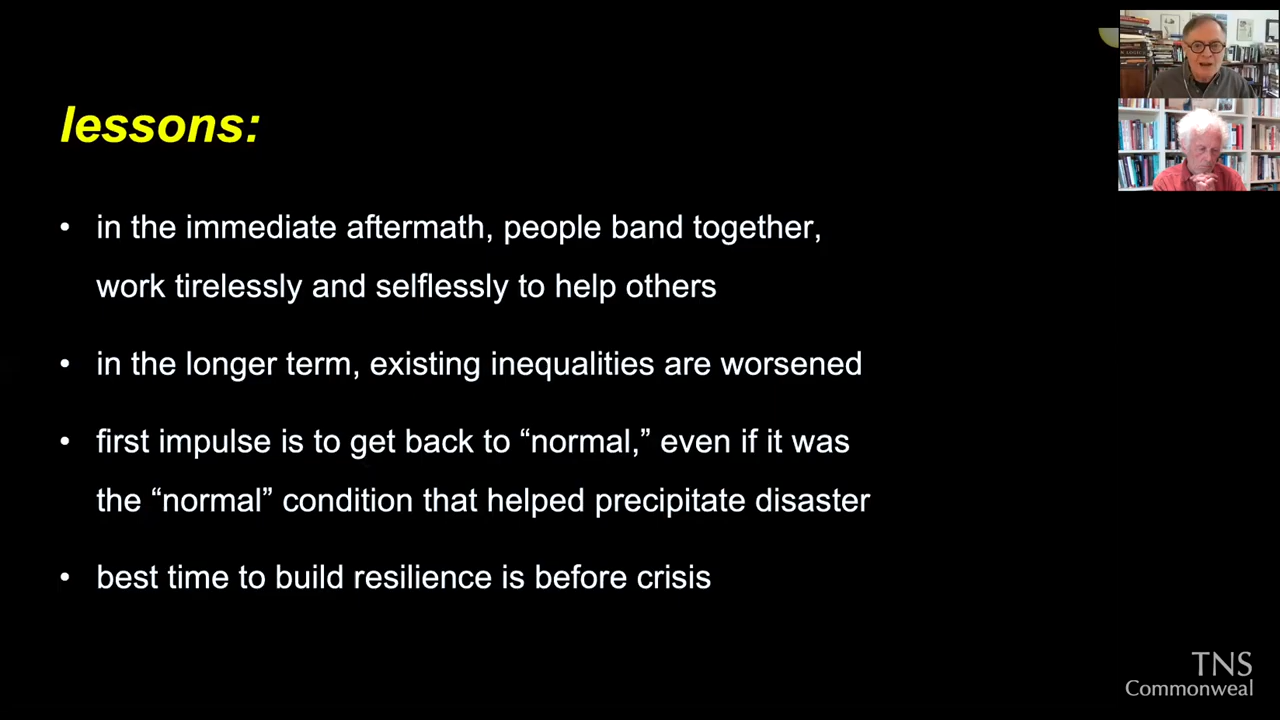 lessons:
• in the immediate aftermath, people band together,
work tirelessly and selflessly to help others
• in the longer term, existing inequalities are worsened
• first impulse is to get back to “normal,” even if it was
the “normal” condition that helped precipitate disaster
• best time to build resilience is before crisis
TNS
Commonweal